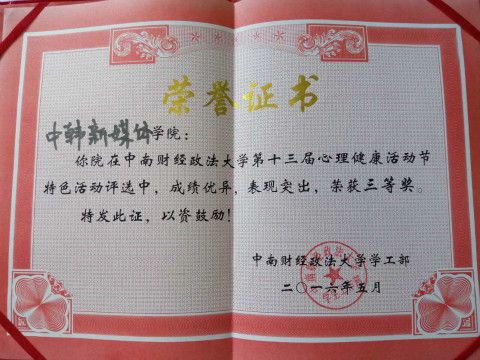 荣誉证书
中韩新媒体学院：
你院在中南财经政法大学第十三届心理健康活动节
特色活动评选中，成绩优异，表现突出，荣获三等奖。
特发此证，以资鼓励！
中南财经政法大学学工部
二〇一六年五月